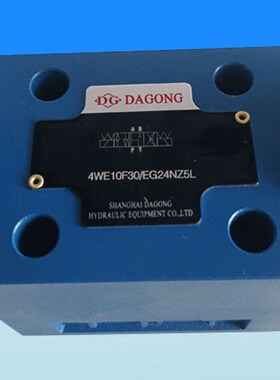 DG DAGONG
4WE10F30/EG24NZ5L
SHANGHAI DAGONG
HYDRAULIC EQUIPMENT CO.,LTD